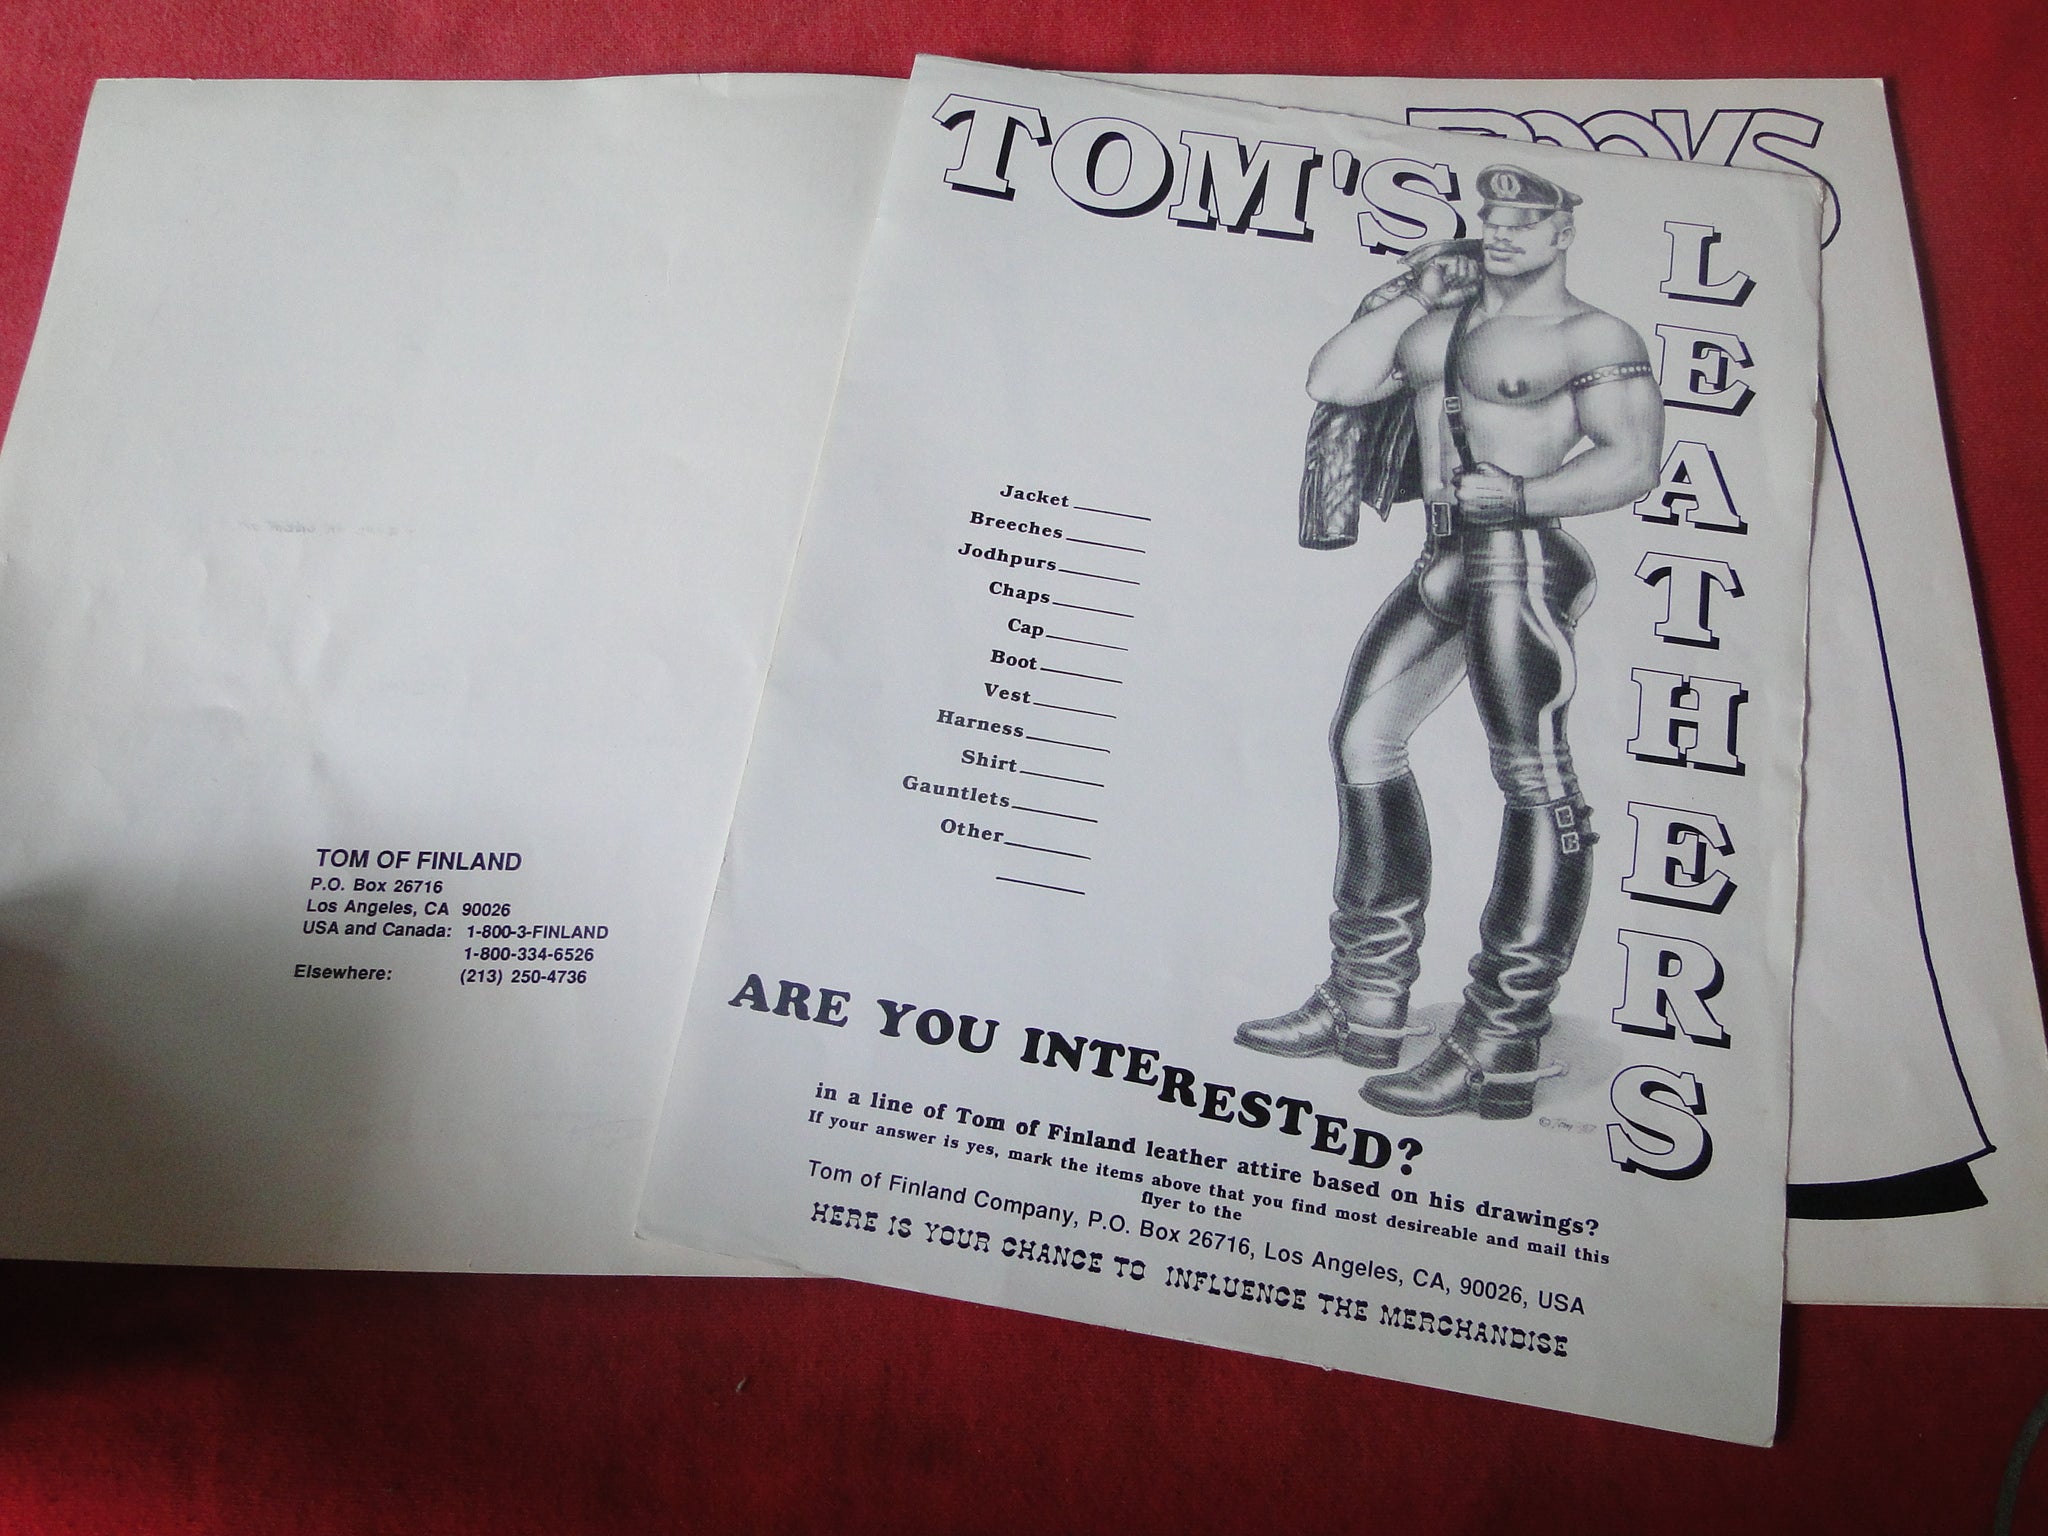 TOM OF FINLAND
P.O. Box 26716
Los Angeles, CA 90026
USA and Canada: 1-800-3-FINLAND
1-800-334-6526
Elsewhere: (213) 250-4736
TOM'S
LEATHERS
Jacket
Breeches
Jodhpurs
Chaps
Cap
Boot
Vest
Harness
Shirt
Gauntlets
Other
ARE YOU INTERESTED?
in a line of Tom of Finland leather attire based on his drawings?
If your answer is yes, mark the items above that you find most desireable and mail this
flyer to the
Tom of Finland Company, P.O. Box 26716, Los Angeles, CA, 90026, USA
HERE IS YOUR CHANCE TO INFLUENCE THE MERCHANDISE
© Tom '87